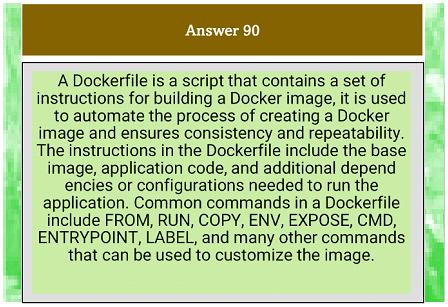 Answer 90
A Dockerfile is a script that contains a set of
instructions for building a Docker image, it is used
to automate the process of creating a Docker
image and ensures consistency and repeatability.
The instructions in the Dockerfile include the base
image, application code, and additional depend
encies or configurations needed to run the
application. Common commands in a Dockerfile
include FROM, RUN, COPY, ENV, EXPOSE, CMD,
ENTRYPOINT, LABEL, and many other commands
that can be used to customize the image.